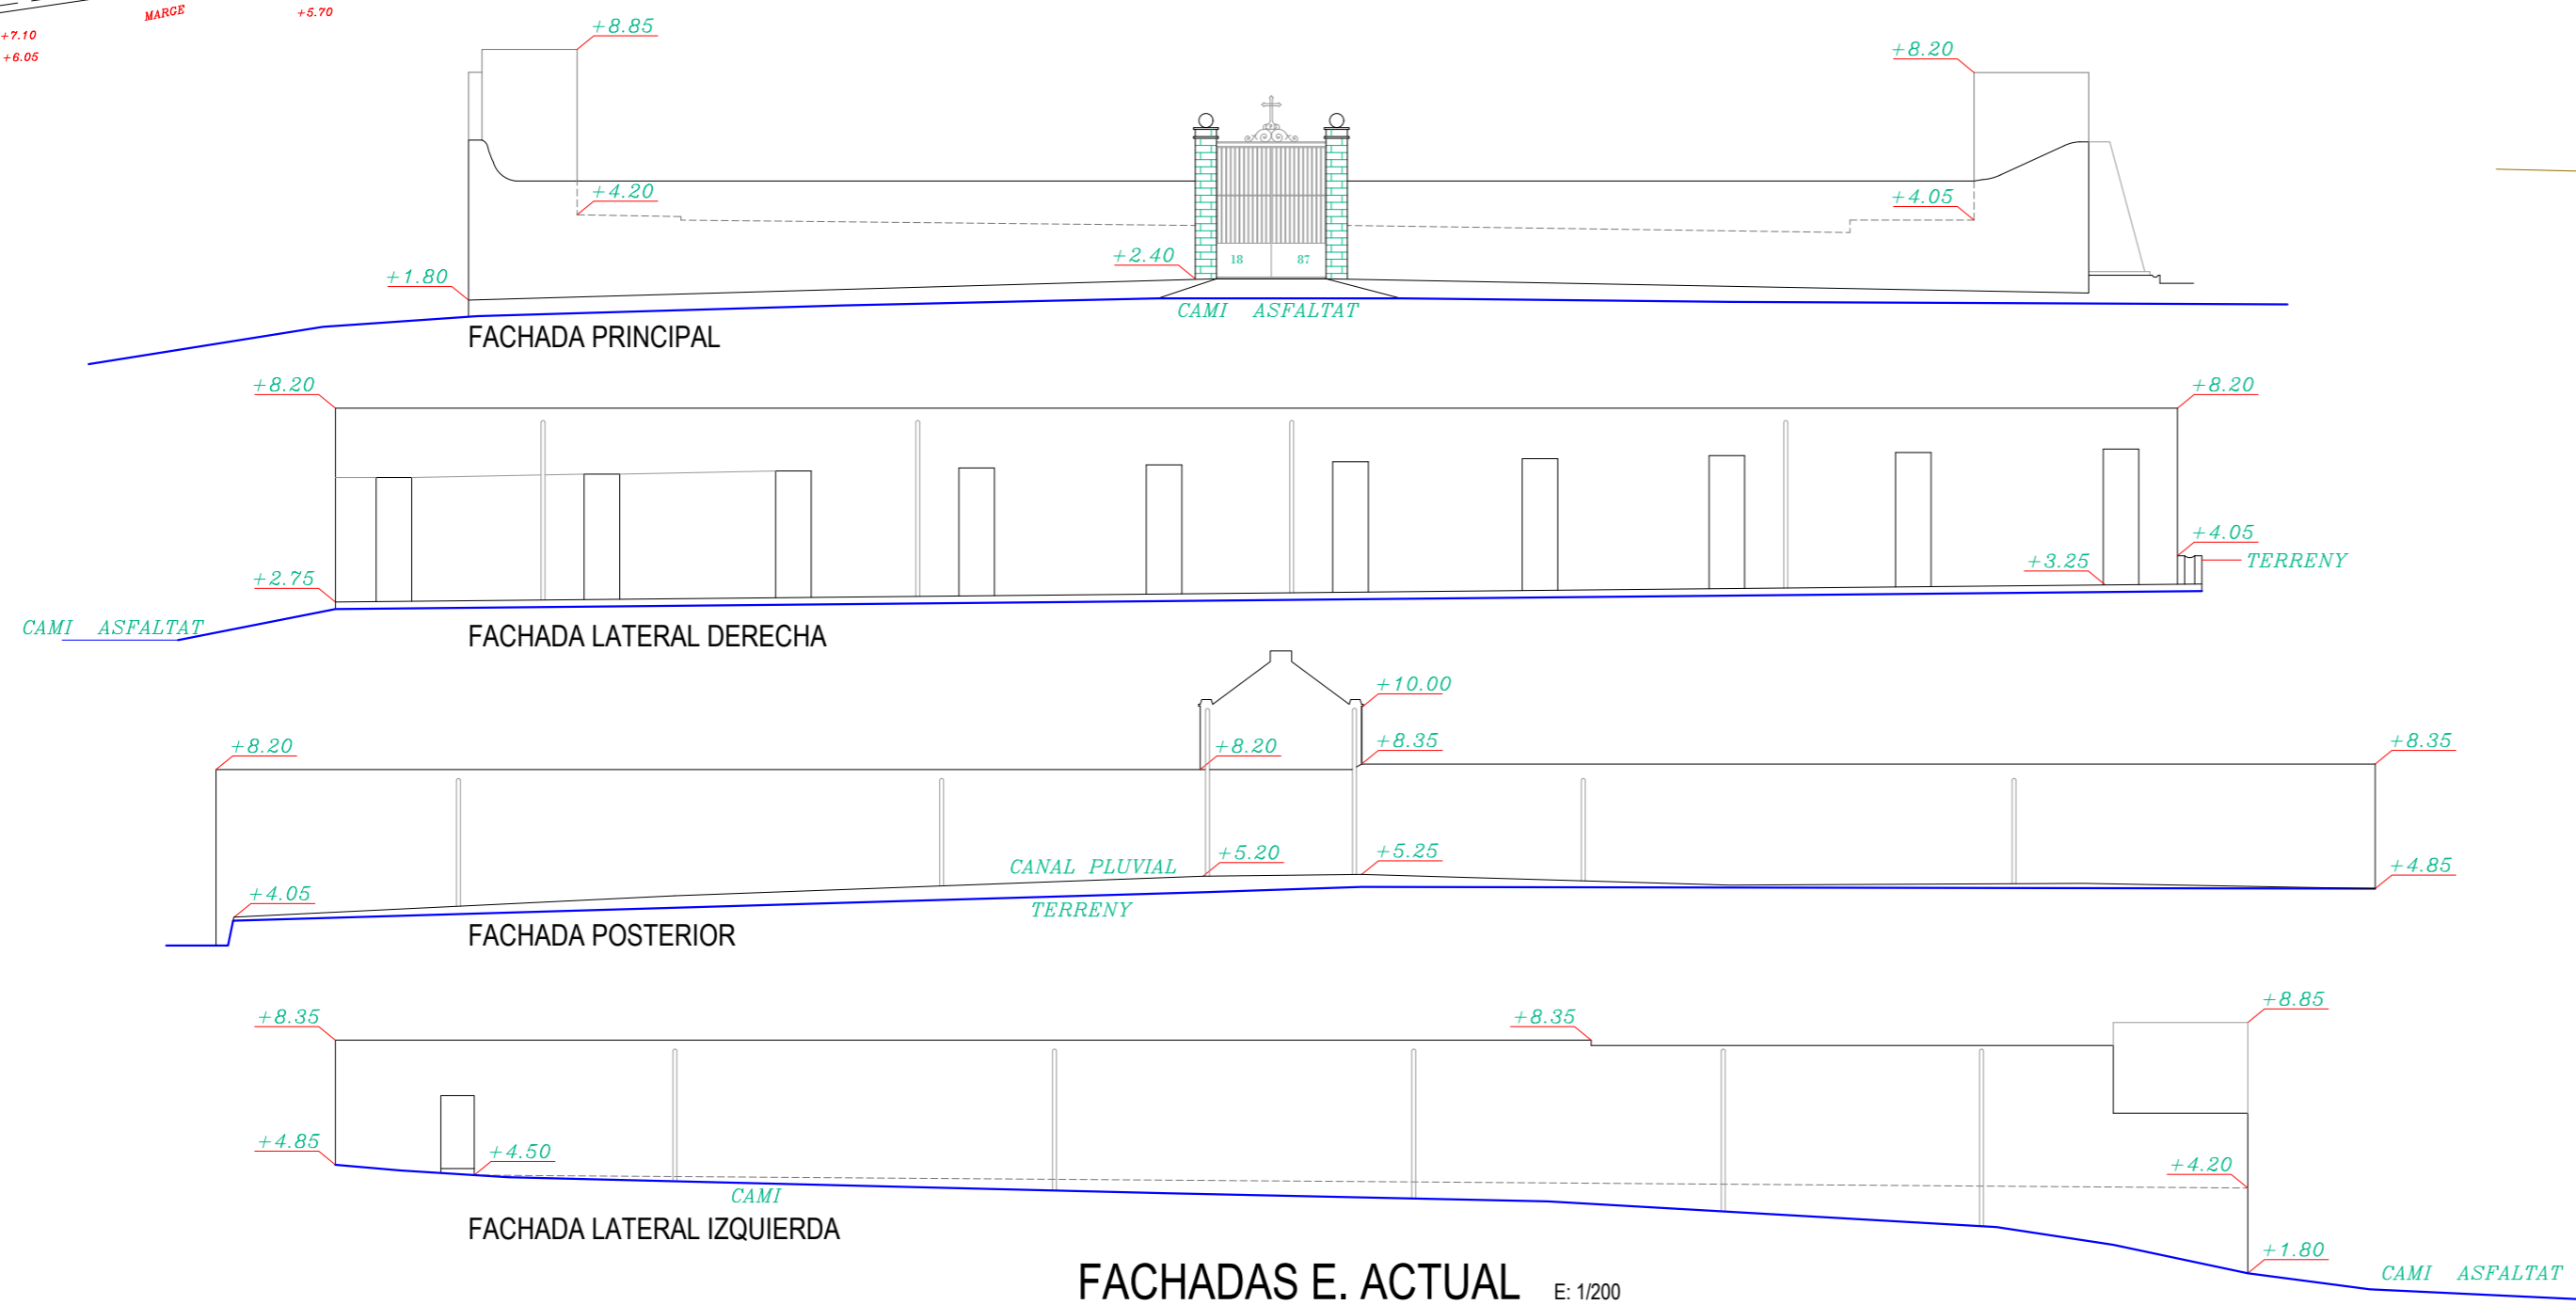 MARGE
+5.70
+7.10
+6.05
+8.85
+8.20
+4.20
+4.05
+2.40
18 87
+1.80
CAMI ASFALTAT
FACHADA PRINCIPAL
+8.20
+8.20
+4.05
+2.75
+3.25
TERRENY
CAMI ASFALTAT
FACHADA LATERAL DERECHA
+10.00
+8.20
+8.20
+8.35
+8.35
CANAL PLUVIAL
+5.20
+5.25
+4.85
+4.05
TERRENY
FACHADA POSTERIOR
+8.85
+8.35
+8.35
+4.85
+4.50
+4.20
CAMI
FACHADA LATERAL IZQUIERDA
+1.80
CAMI ASFALTAT
FACHADAS E. ACTUAL E: 1/200